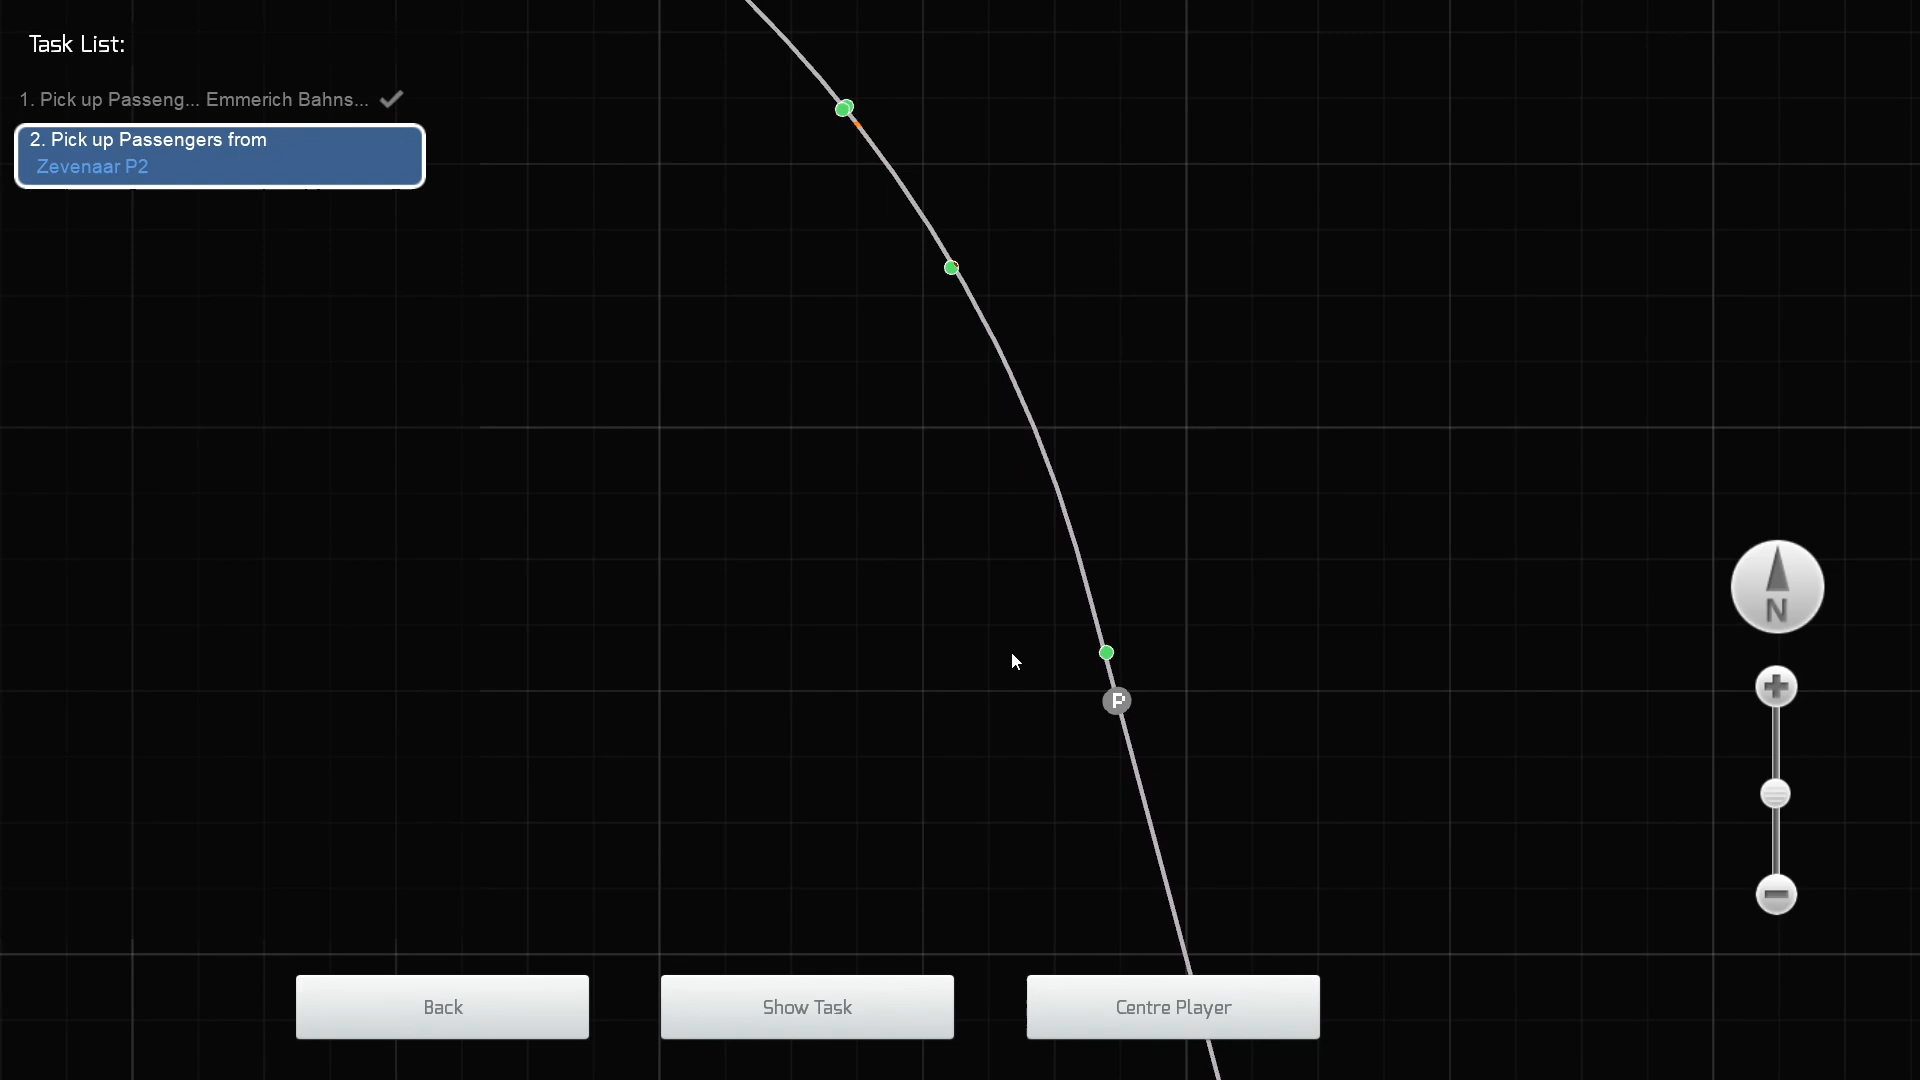 Task List:
1. Pick up Passeng... Emmerich Bahns...
2. Pick up Passengers from
Zevenaar P2
P
N
Back
Show Task
Centre Player